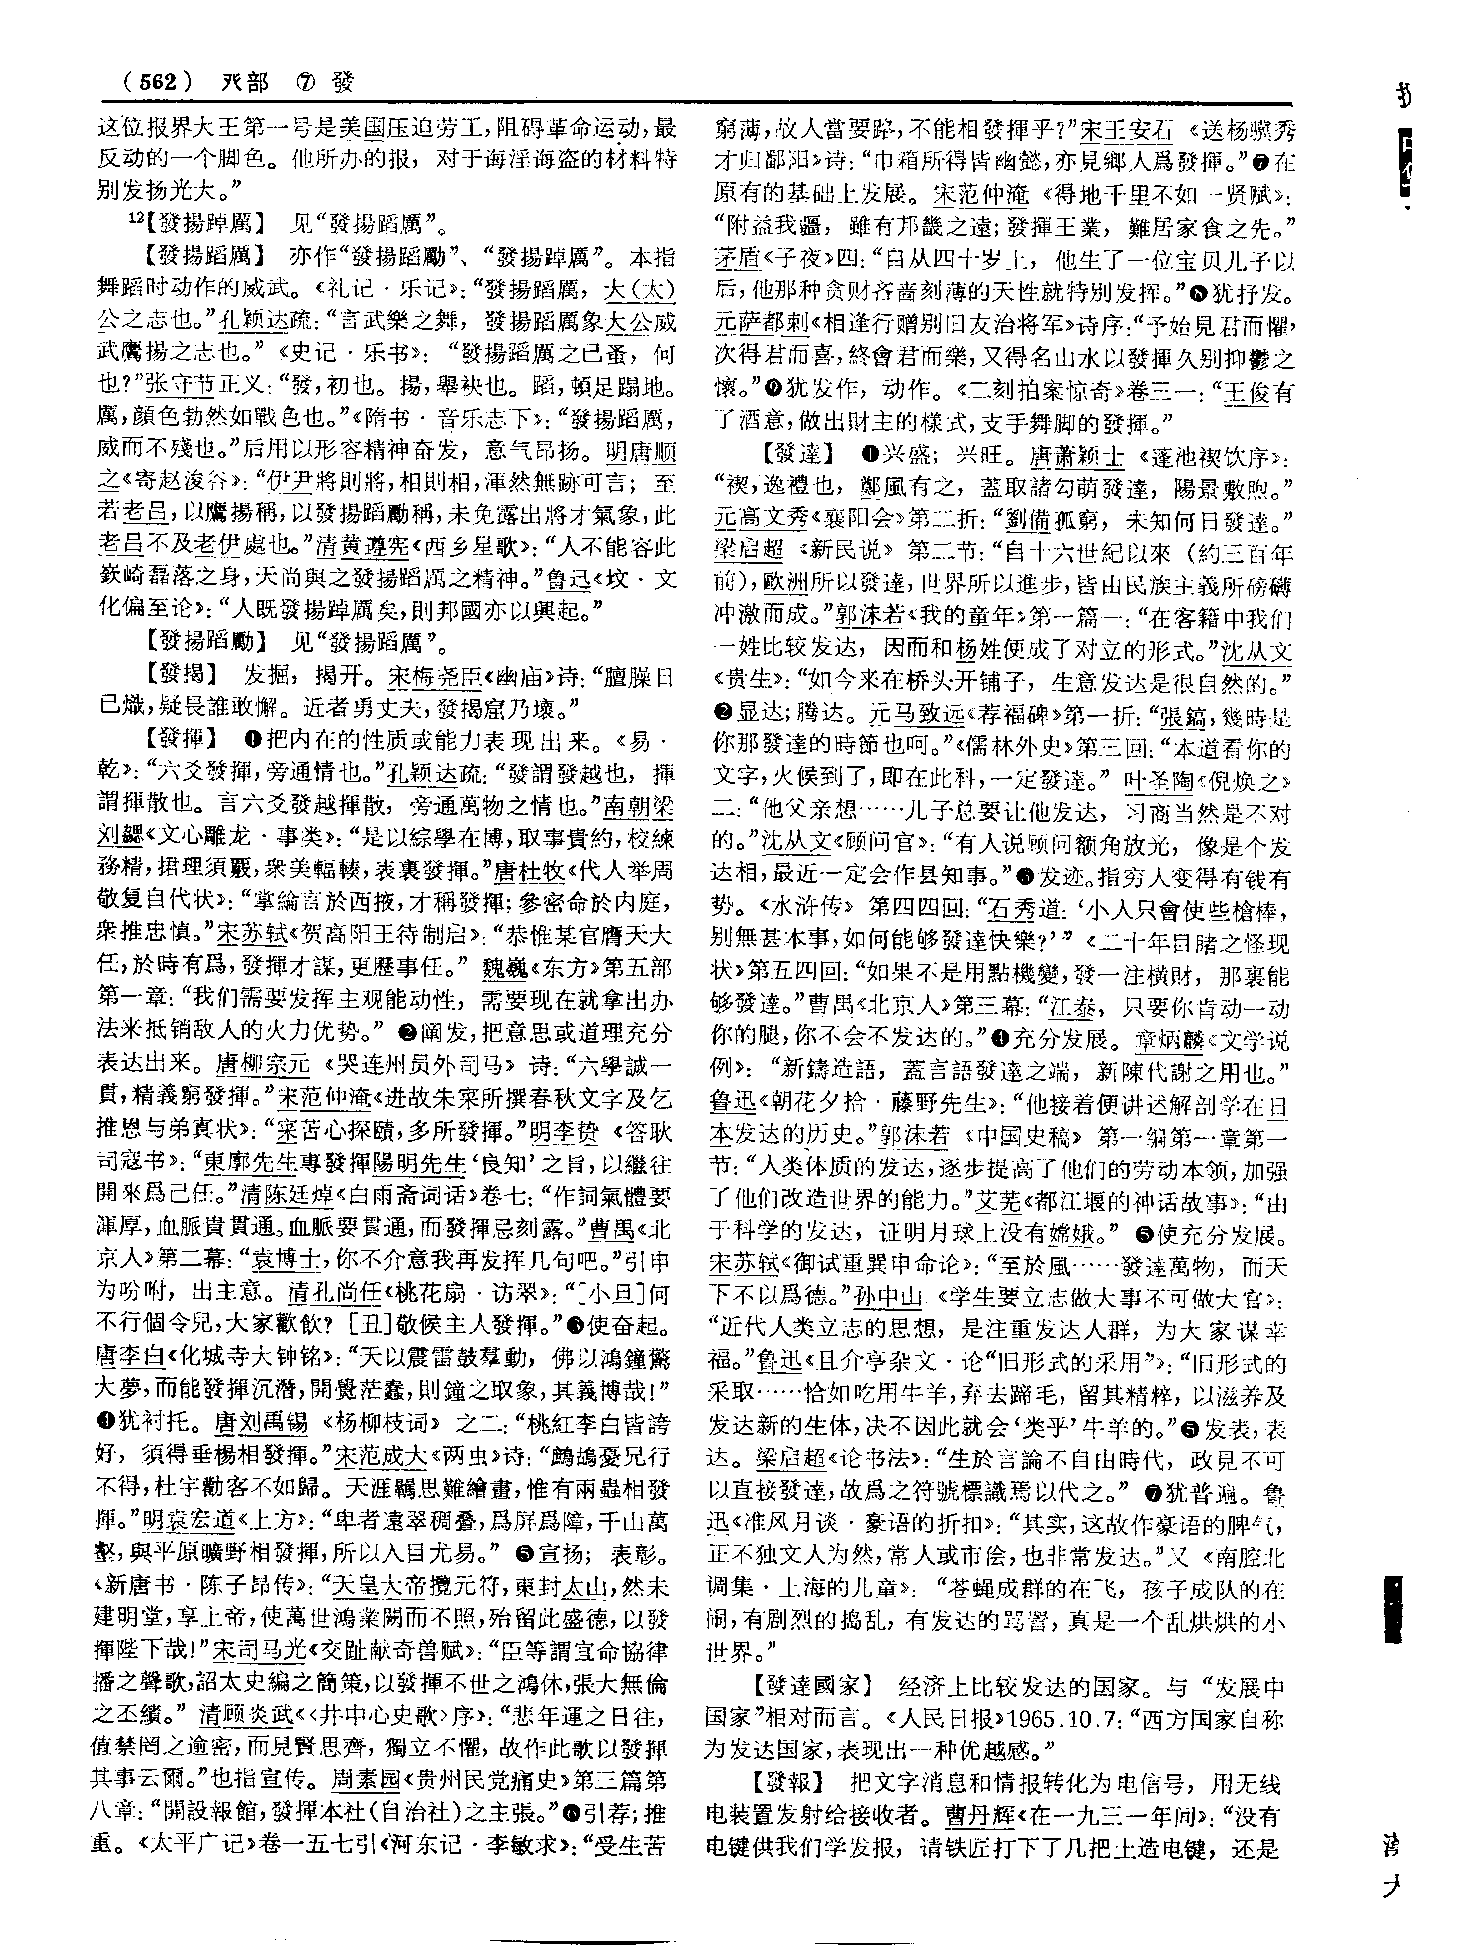 (562) 癶部 ⑦ 發
这位报界大王第一号是美国压迫劳工,阻碍革命运动,最
反动的一个脚色。他所办的报,对于海淫海盗的材料特
别发扬光大。”
¹²【發揚踔厲】 见“發揚蹈厲”。
【發揚蹈厲】 亦作“發揚蹈勵”、“發揚踔厲”。本指
舞蹈时动作的威武。《礼记·乐记》:“發揚蹈厲,大(太)
公之志也。”孔颖达疏:“言武樂之舞,發揚蹈厲象大公威
武鷹揚之志也。”《史记·乐书》:“發揚蹈厲之已蚤,何
也?”张守节正义:“發,初也。揚,舉袂也。蹈,頓足蹋地。
厲,顔色勃然如戰色也。”《隋书·音乐志下》:“發揚蹈厲,
威而不殘也。”后用以形容精神奋发,意气昂扬。明唐顺
之《寄赵浚谷》:“伊尹將則將,相則相,渾然無跡可言;至
若老吕,以鷹揚稱,以發揚蹈勵稱,未免露出將才氣象,此
老吕不及老伊處也。”清黄遵宪《西乡星歌》:“人不能容此
嶔崎磊落之身,天尚與之發揚蹈厲之精神。”鲁迅《坟·文
化偏至论》:“人既發揚踔厲矣,則邦國亦以興起。”
【發揚蹈勵】 见“發揚蹈厲”。
【發揭】 发掘,揭开。宋梅尧臣《幽庙》诗:“膻臊日
已熾,疑畏誰敢懈。近者勇丈夫,發揭窟乃壞。”
【發揮】 ❶把内在的性质或能力表现出来。《易·
乾》:“六爻發揮,旁通情也。”孔颖达疏:“發謂發越也,揮
謂揮散也。言六爻發越揮散,旁通萬物之情也。”南朝梁
刘勰《文心雕龙·事类》:“是以綜學在博,取事貴約,校練
務精,捃理須覈,衆美輻輳,表裏發揮。”唐杜牧《代人举周
敬复自代状》:“掌綸言於西掖,才稱發揮;參密命於内庭,
衆推忠慎。”宋苏轼《贺高阳王待制启》:“恭惟某官膺天大
任,於時有爲,發揮才謀,更歷事任。”魏巍《东方》第五部
第一章:“我们需要发挥主观能动性,需要现在就拿出办
法来抵销敌人的火力优势。” ❷阐发,把意思或道理充分
表达出来。唐柳宗元《哭连州员外司马》诗:“六學誠一
貫,精義窮發揮。”宋范仲淹《进故朱寀所撰春秋文字及乞
推恩与弟寘状》:“寀苦心探賾,多所發揮。”明李贽《答耿
司寇书》:“東廓先生專發揮陽明先生‘良知’之旨,以繼往
開來爲己任。”清陈廷焯《白雨斋词话》卷七:“作詞氣體要
渾厚,血脈貴貫通。血脈要貫通,而發揮忌刻露。”曹禺《北
京人》第二幕:“袁博士,你不介意我再发挥几句吧。”引申
为吩咐,出主意。清孔尚任《桃花扇·访翠》:“[小旦]何
不行個令兒,大家歡飲?[丑]敬候主人發揮。”❸使奋起。
唐李白《化城寺大钟铭》:“天以震雷鼓羣動,佛以鴻鐘驚
大夢,而能發揮沉潛,開覺茫蠢,則鐘之取象,其義博哉!”
❹犹衬托。唐刘禹锡《杨柳枝词》之二:“桃紅李白皆誇
好,須得垂楊相發揮。”宋范成大《两虫》诗:“鷓鴣憂兄行
不得,杜宇勸客不如歸。天涯羈思難繪畫,惟有兩蟲相發
揮。”明袁宏道《上方》:“卑者遠翠稠疊,爲屏爲障,千山萬
壑,與平原曠野相發揮,所以入目尤易。” ❺宣扬;表彰。
《新唐书·陈子昂传》:“天皇大帝攬元符,東封太山,然未
建明堂,享上帝,使萬世鴻業闕而不照,殆留此盛德,以發
揮陛下哉!”宋司马光《交趾献奇兽赋》:“臣等謂宜命協律
播之聲歌,詔太史編之簡策,以發揮不世之鴻休,張大無倫
之丕績。”清顾炎武《〈井中心史歌〉序》:“悲年運之日往,
值禁罔之逾密,而見賢思齊,獨立不懼,故作此歌以發揮
其事云爾。”也指宣传。周素园《贵州民党痛史》第三篇第
八章:“開設報館,發揮本社(自治社)之主張。”❻引荐;推
重。《太平广记》卷一五七引《河东记·李敏求》:“受生苦
窮薄,故人當要路,不能相發揮乎?”宋王安石《送杨骥秀
才归鄱阳》诗:“巾箱所得皆幽懿,亦見鄉人爲發揮。”❼在
原有的基础上发展。宋范仲淹《得地千里不如一贤赋》:
“附益我疆,雖有邦畿之遠;發揮王業,難居家食之先。”
茅盾《子夜》四:“自从四十岁上,他生了一位宝贝儿子以
后,他那种贪财吝啬刻薄的天性就特别发挥。”❽犹抒发。
元萨都剌《相逢行赠别旧友治将军》诗序:“予始見君而懼,
次得君而喜,終會君而樂,又得名山水以發揮久别抑鬱之
懷。”❾犹发作,动作。《二刻拍案惊奇》卷三一:“王俊有
了酒意,做出財主的樣式,支手舞脚的發揮。”
【發達】 ❶兴盛;兴旺。唐萧颖士《蓬池禊饮序》:
“禊,逸禮也,鄭風有之,蓋取諸勾萌發達,陽景敷煦。”
元高文秀《襄阳会》第二折:“劉備孤窮,未知何日發達。”
梁启超《新民说》第二节:“自十六世紀以來(約三百年
前),歐洲所以發達,世界所以進步,皆由民族主義所磅礴
冲激而成。”郭沫若《我的童年》第一篇一:“在客籍中我们
一姓比较发达,因而和杨姓便成了对立的形式。”沈从文
《贵生》:“如今来在桥头开铺子,生意发达是很自然的。”
❷显达;腾达。元马致远《荐福碑》第一折:“張鎬,幾時是
你那發達的時節也呵。”《儒林外史》第三回:“本道看你的
文字,火候到了,即在此科,一定發達。”叶圣陶《倪焕之》
二:“他父亲想……儿子总要让他发达,习商当然是不对
的。”沈从文《顾问官》:“有人说顾问额角放光,像是个发
达相,最近一定会作县知事。”❸发迹。指穷人变得有钱有
势。《水浒传》第四四回:“石秀道:‘小人只會使些槍棒,
别無甚本事,如何能够發達快樂?’”《二十年目睹之怪现
状》第五四回:“如果不是用點機變,發一注橫財,那裏能
够發達。”曹禺《北京人》第三幕:“江泰,只要你肯动一动
你的腿,你不会不发达的。”❹充分发展。章炳麟《文学说
例》:“新鑄造語,蓋言語發達之端,新陳代謝之用也。”
鲁迅《朝花夕拾·藤野先生》:“他接着便讲述解剖学在日
本发达的历史。”郭沫若《中国史稿》第一编第一章第一
节:“人类体质的发达,逐步提高了他们的劳动本领,加强
了他们改造世界的能力。”艾芜《都江堰的神话故事》:“由
于科学的发达,证明月球上没有嫦娥。” ❺使充分发展。
宋苏轼《御试重巽申命论》:“至於風……發達萬物,而天
下不以爲德。”孙中山《学生要立志做大事不可做大官》:
“近代人类立志的思想,是注重发达人群,为大家谋幸
福。”鲁迅《且介亭杂文·论“旧形式的采用”》:“旧形式的
采取……恰如吃用牛羊,弃去蹄毛,留其精粹,以滋养及
发达新的生体,决不因此就会‘类乎’牛羊的。”❺发表,表
达。梁启超《论书法》:“生於言論不自由時代,政見不可
以直接發達,故爲之符號標識焉以代之。” ❼犹普遍。鲁
迅《准风月谈·豪语的折扣》:“其实,这故作豪语的脾气,
正不独文人为然,常人或市侩,也非常发达。”又《南腔北
调集·上海的儿童》:“苍蝇成群的在飞,孩子成队的在
闹,有剧烈的捣乱,有发达的骂詈,真是一个乱烘烘的小
世界。”
【發達國家】 经济上比较发达的国家。与“发展中
国家”相对而言。《人民日报》1965.10.7:“西方国家自称
为发达国家,表现出一种优越感。”
【發報】 把文字消息和情报转化为电信号,用无线
电装置发射给接收者。曹丹辉《在一九三一年间》:“没有
电键供我们学发报,请铁匠打下了几把土造电键,还是